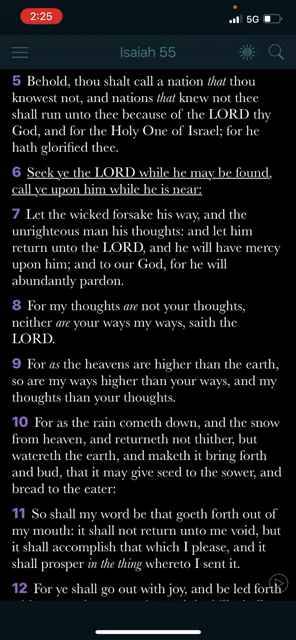 2:25
5G
Isaiah 55
5 Behold, thou shalt call a nation that thou
knowest not, and nations that knew not thee
shall run unto thee because of the LORD thy
God, and for the Holy One of Israel; for he
hath glorified thee.
6 Seek ye the LORD while he may be found,
call ye upon him while he is near:
7 Let the wicked forsake his way, and the
unrighteous man his thoughts: and let him
return unto the LORD, and he will have mercy
upon him; and to our God, for he will
abundantly pardon.
8 For my thoughts are not your thoughts,
neither are your ways my ways, saith the
LORD.
9 For as the heavens are higher than the earth,
so are my ways higher than your ways, and my
thoughts than your thoughts.
10 For as the rain cometh down, and the snow
from heaven, and returneth not thither, but
watereth the earth, and maketh it bring forth
and bud, that it may give seed to the sower, and
bread to the eater:
11 So shall my word be that goeth forth out of
my mouth: it shall not return unto me void, but
it shall accomplish that which I please, and it
shall prosper in the thing whereto I sent it.
12 For ye shall go out with joy, and be led forth